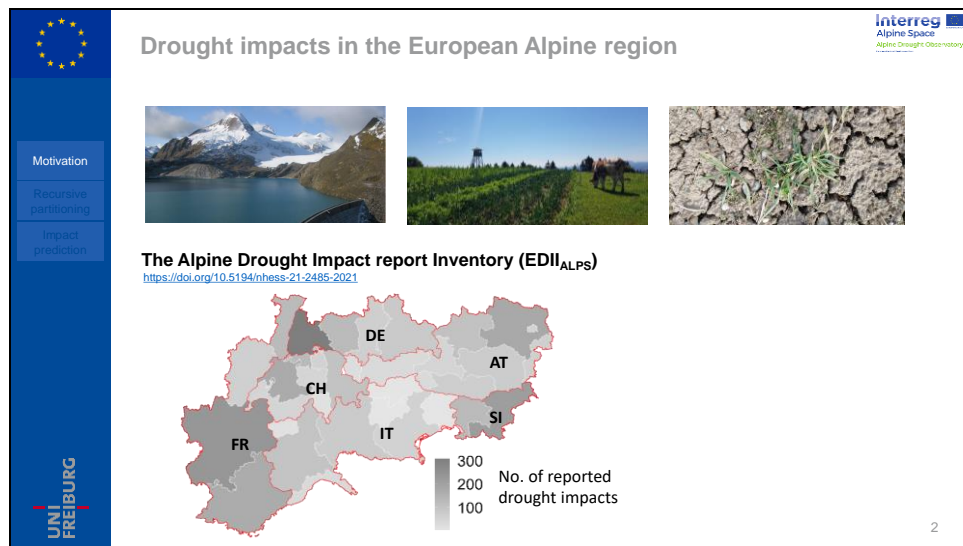 Drought impacts in the European Alpine region
Interreg
Alpine Space
Alpine Drought Observatory
Motivation
Recursive
partitioning
Impact
prediction
The Alpine Drought Impact report Inventory (EDIIALPS)
https://doi.org/10.5194/nhess-21-2485-2021
DE
AT
CH
SI
IT
FR
300
200
100
No. of reported
drought impacts
UNI
FREIBURG
2